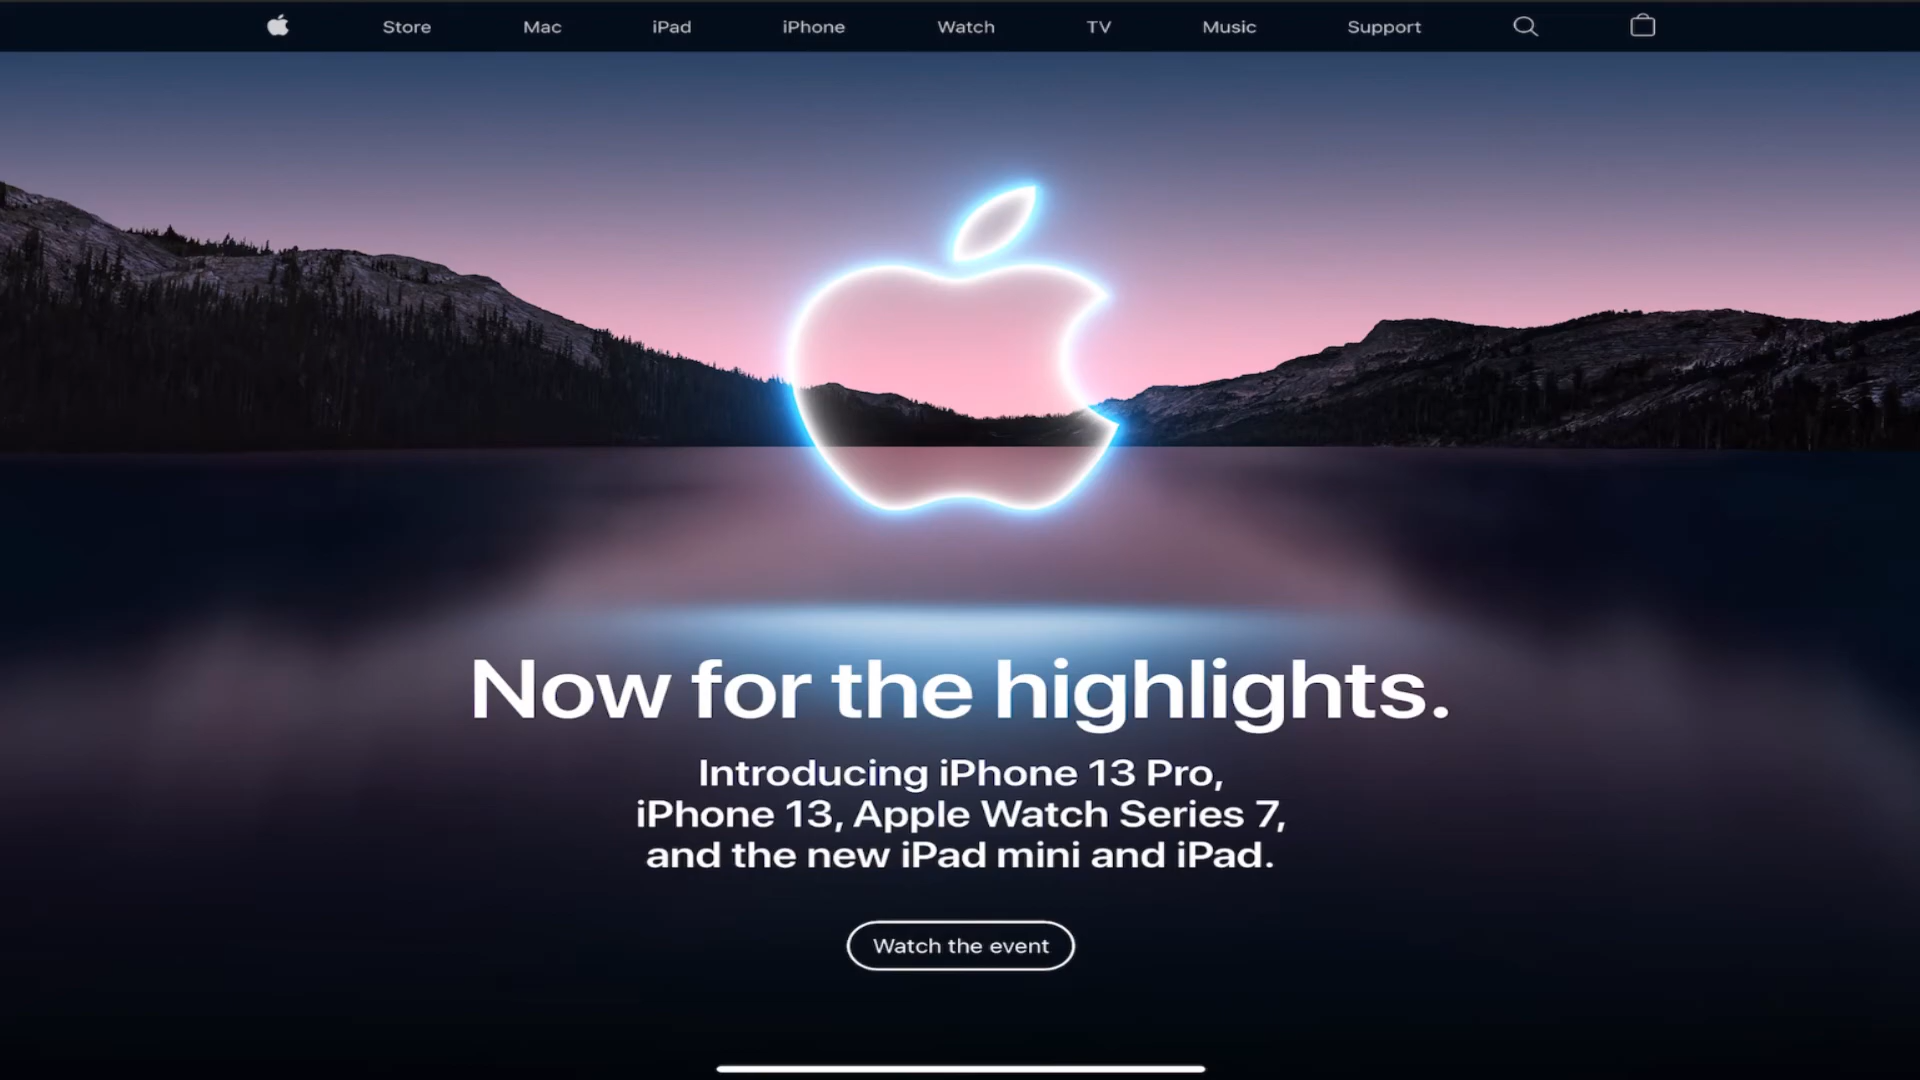 Store Mac iPad iPhone Watch TV Music Support
Now for the highlights.
Introducing iPhone 13 Pro,
iPhone 13, Apple Watch Series 7,
and the new iPad mini and iPad.
Watch the event